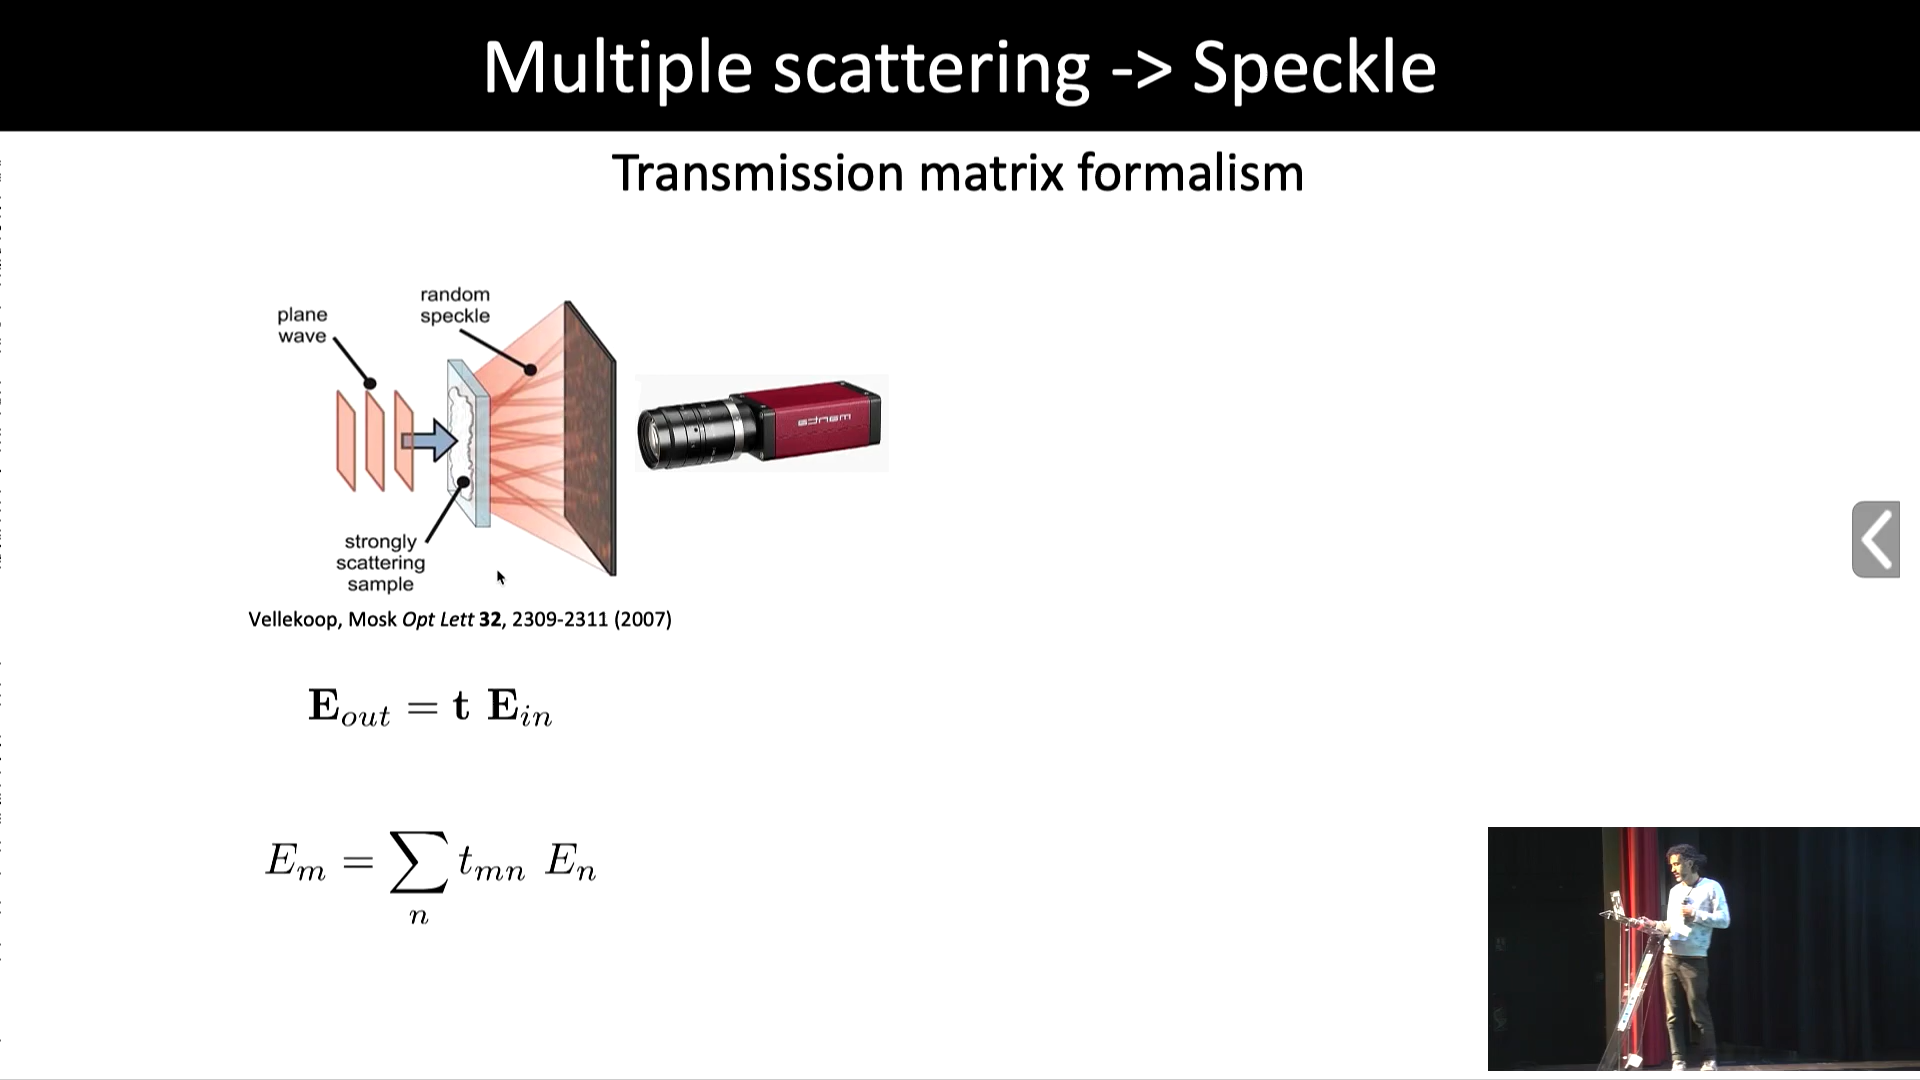 Multiple scattering -> Speckle
Transmission matrix formalism
random
speckle
plane
wave
strongly
scattering
sample
Vellekoop, Mosk Opt Lett 32, 2309-2311 (2007)
E_out = t E_in
E_m = ∑_n t_mn E_n